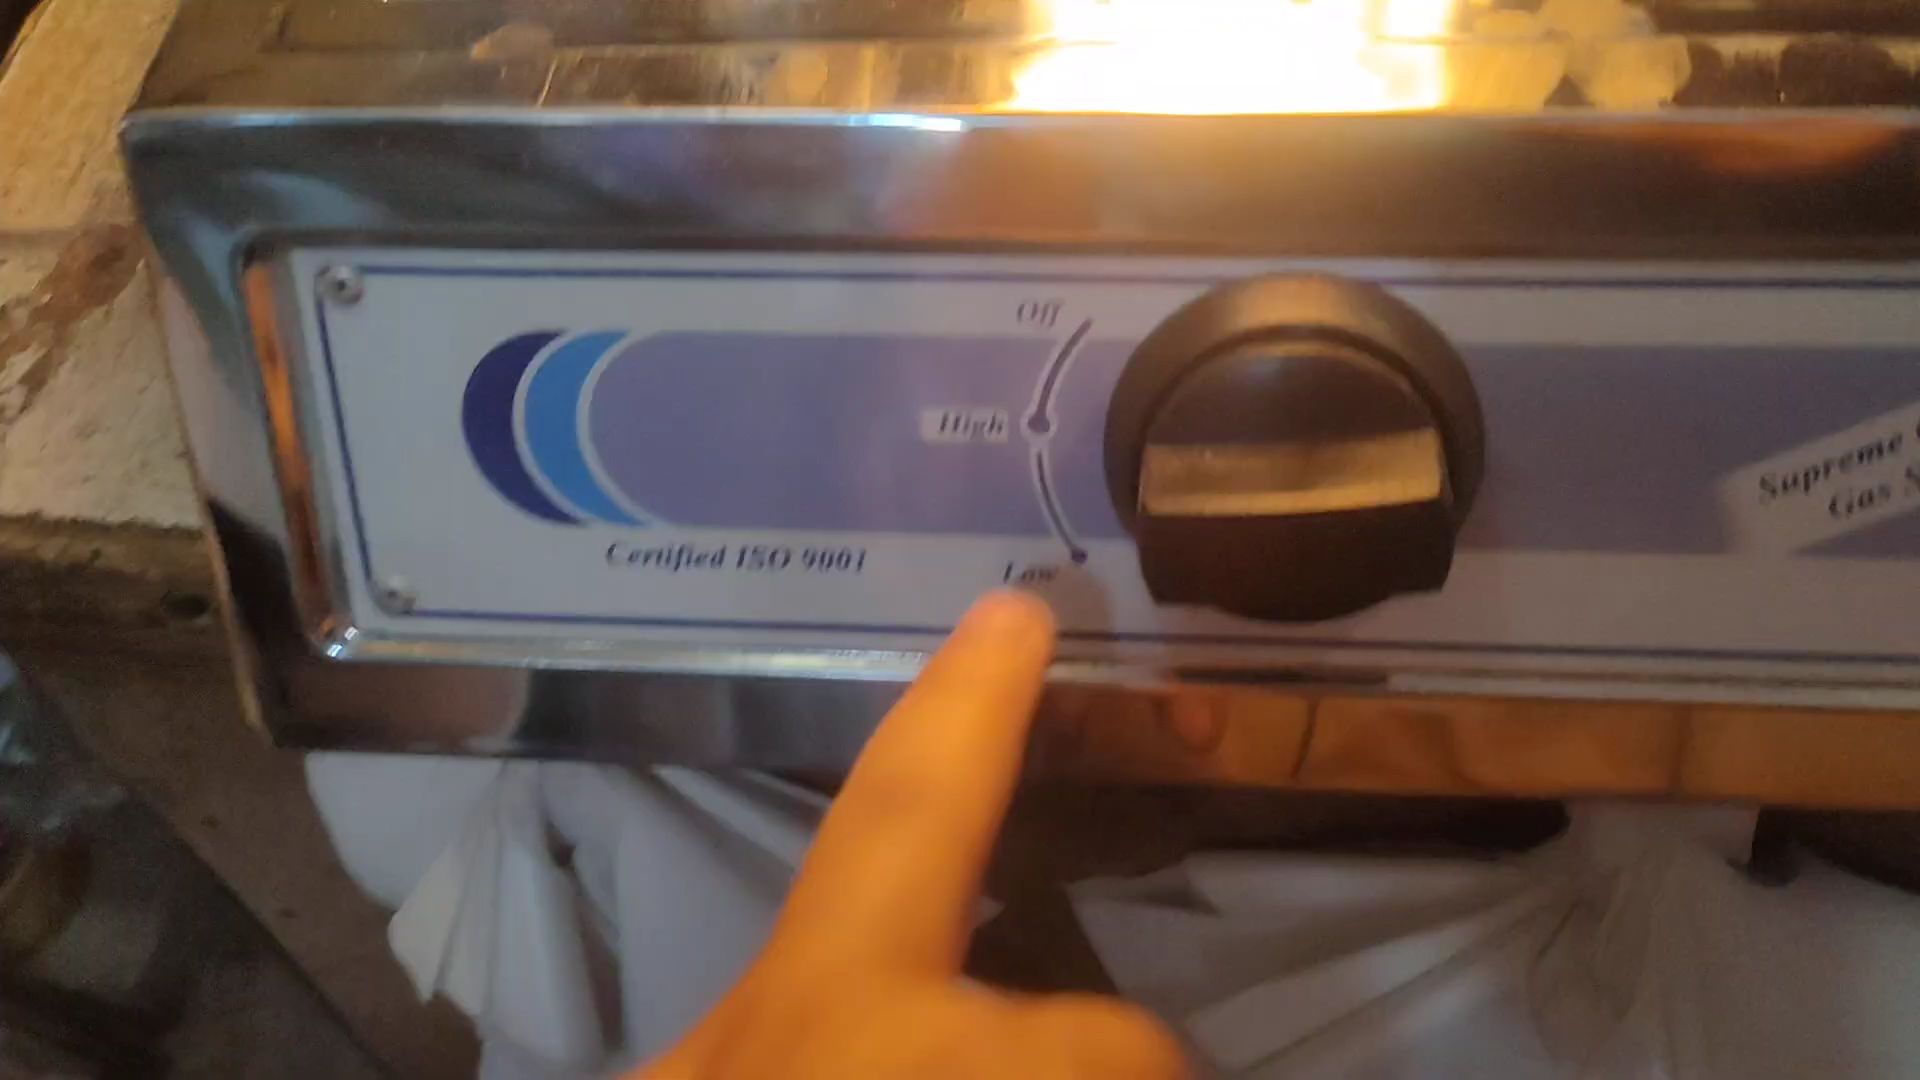 Off
High
Low
Certified ISO 9001
Supreme
Gas